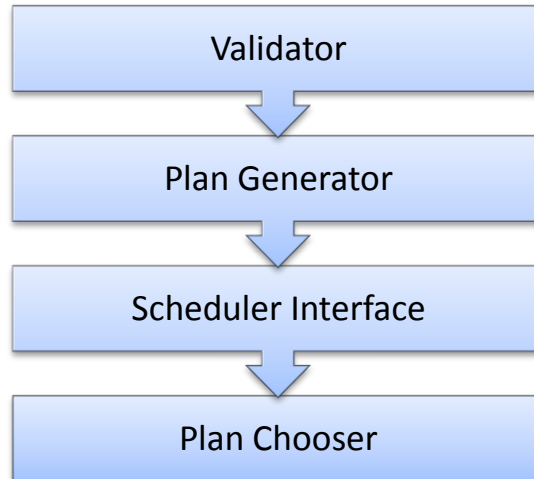 Validator
Plan Generator
Scheduler Interface
Plan Chooser